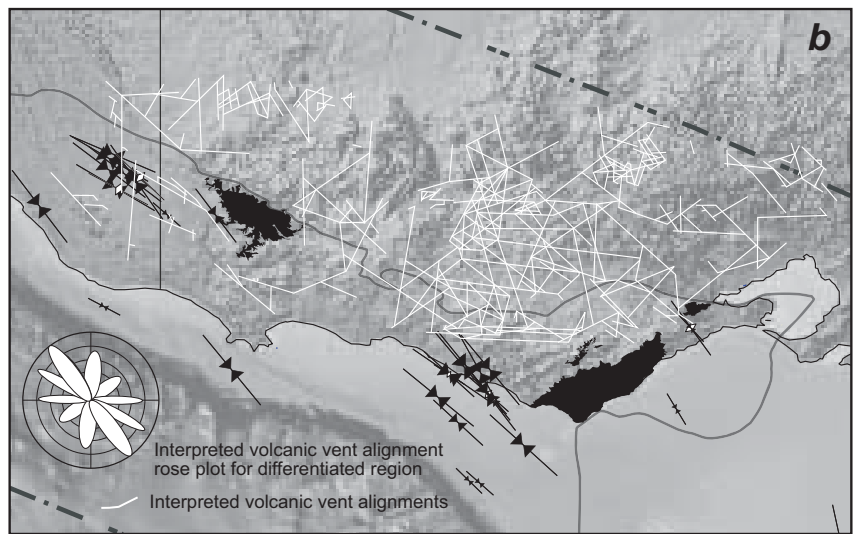 b
Interpreted volcanic vent alignment
rose plot for differentiated region
Interpreted volcanic vent alignments